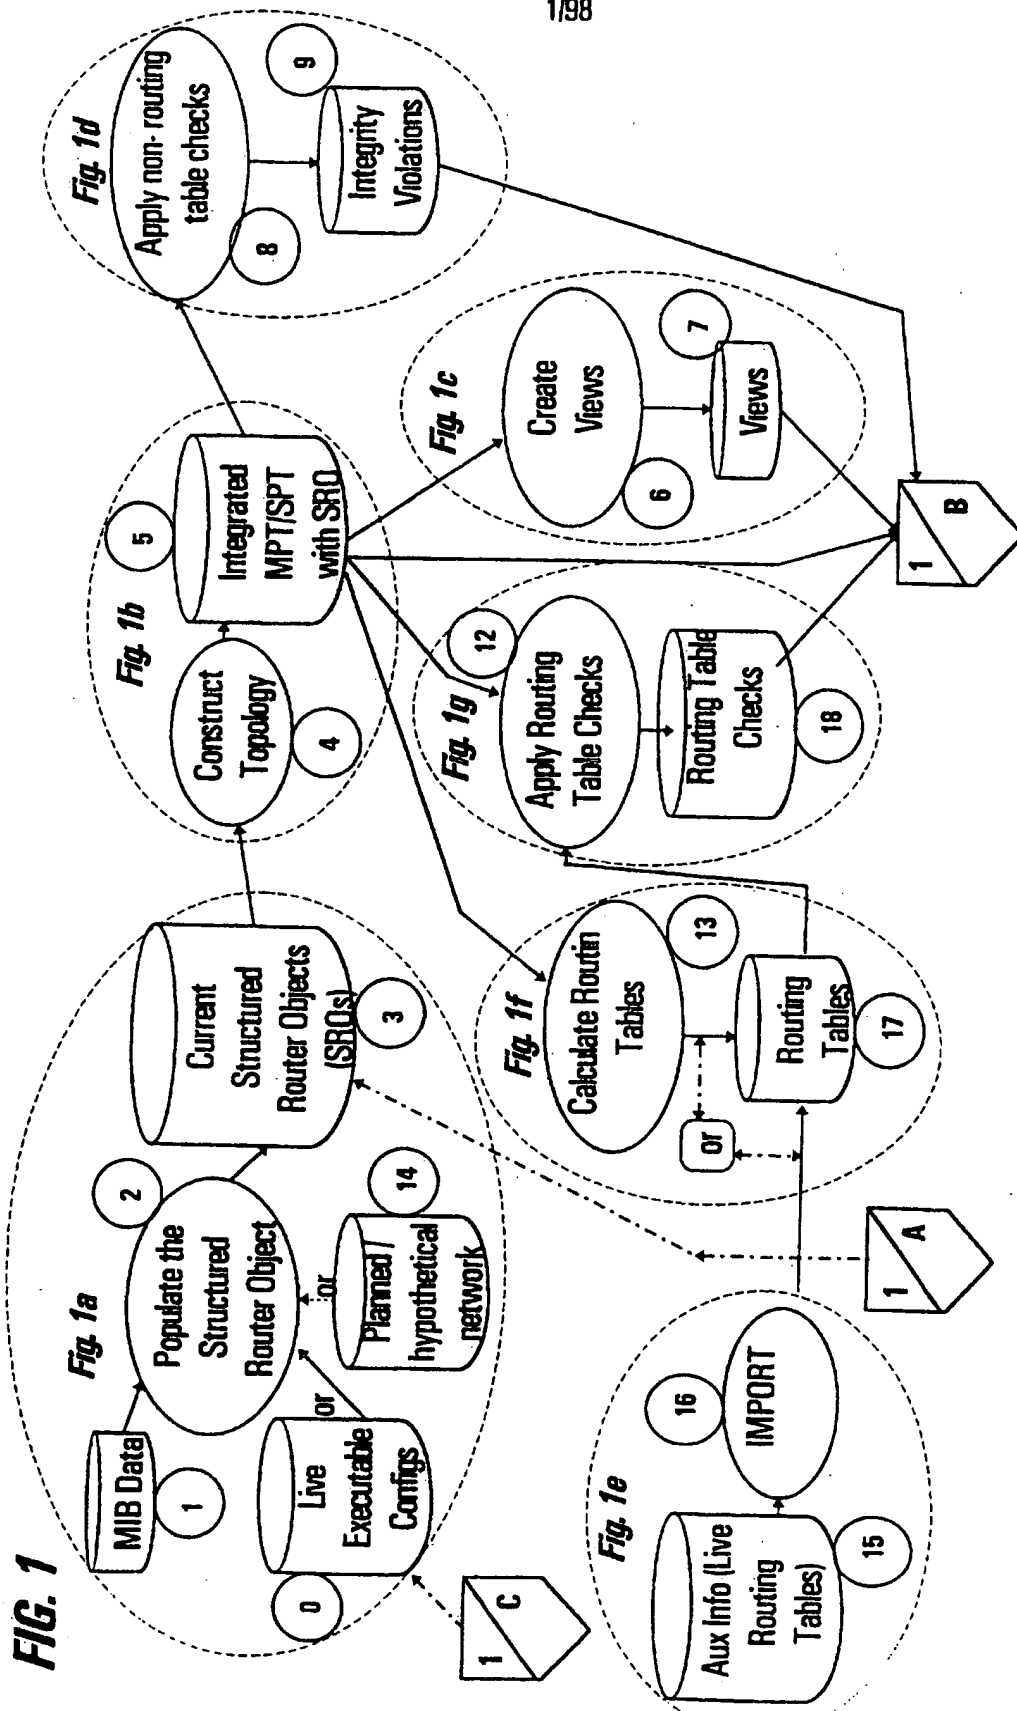 1/98
FIG. 1
Fig. 1a
MIB Data
1
Populate the
Structured
Router Object
2
Live
Executable
Configs
0
or
or
Planned /
hypothetical
network
14
Current
Structured
Router Objects
(SROs)
3
1
C
Fig. 1b
Construct
Topology
4
Integrated
MPT/SPT
with SRO
5
Fig. 1d
Apply non-routing
table checks
8
9
Integrity
Violations
Fig. 1c
Create
Views
6
7
Views
Fig. 1g
12
Apply Routing
Table Checks
Routing Table
Checks
18
Fig. 1f
Calculate Routin
Tables
13
or
Routing
Tables
17
Fig. 1e
Aux Info (Live
Routing
Tables)
15
16
IMPORT
1
A
1
B